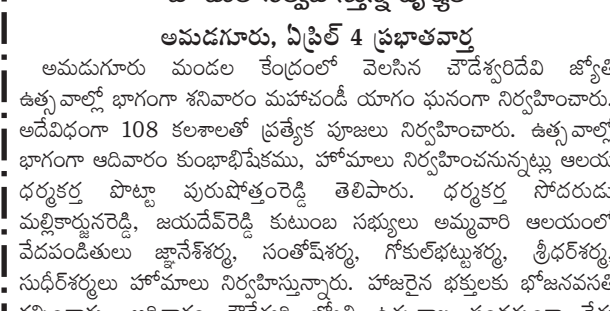 అమడగూరు, ఏప్రిల్ 4 ప్రభాతవార్త
అమడుగూరు మండల కేంద్రంలో వెలసిన చౌడేశ్వరిదేవి జ్యోతి
ఉత్సవాల్లో భాగంగా శనివారం మహాచండీ యాగం ఘనంగా నిర్వహించారు.
అదేవిధంగా 108 కలశాలతో ప్రత్యేక పూజలు నిర్వహించారు. ఉత్సవాల్లో
భాగంగా ఆదివారం కుంభాభిషేకము, హోమాలు నిర్వహించనున్నట్లు ఆలయ
ధర్మకర్త పొట్టా పురుషోత్తంరెడ్డి తెలిపారు. ధర్మకర్త సోదరుడు
మల్లికార్జునరెడ్డి, జయదేవ్‌రెడ్డి కుటుంబ సభ్యులు అమ్మవారి ఆలయంలో
వేదపండితులు జ్ఞానేశ్‌శర్మ, సంతోష్‌శర్మ, గోకుల్‌భట్టుశర్మ, శ్రీధర్‌శర్మ,
సుధీర్‌శర్మలు హోమాలు నిర్వహిస్తున్నారు. హాజరైన భక్తులకు భోజనవసతి